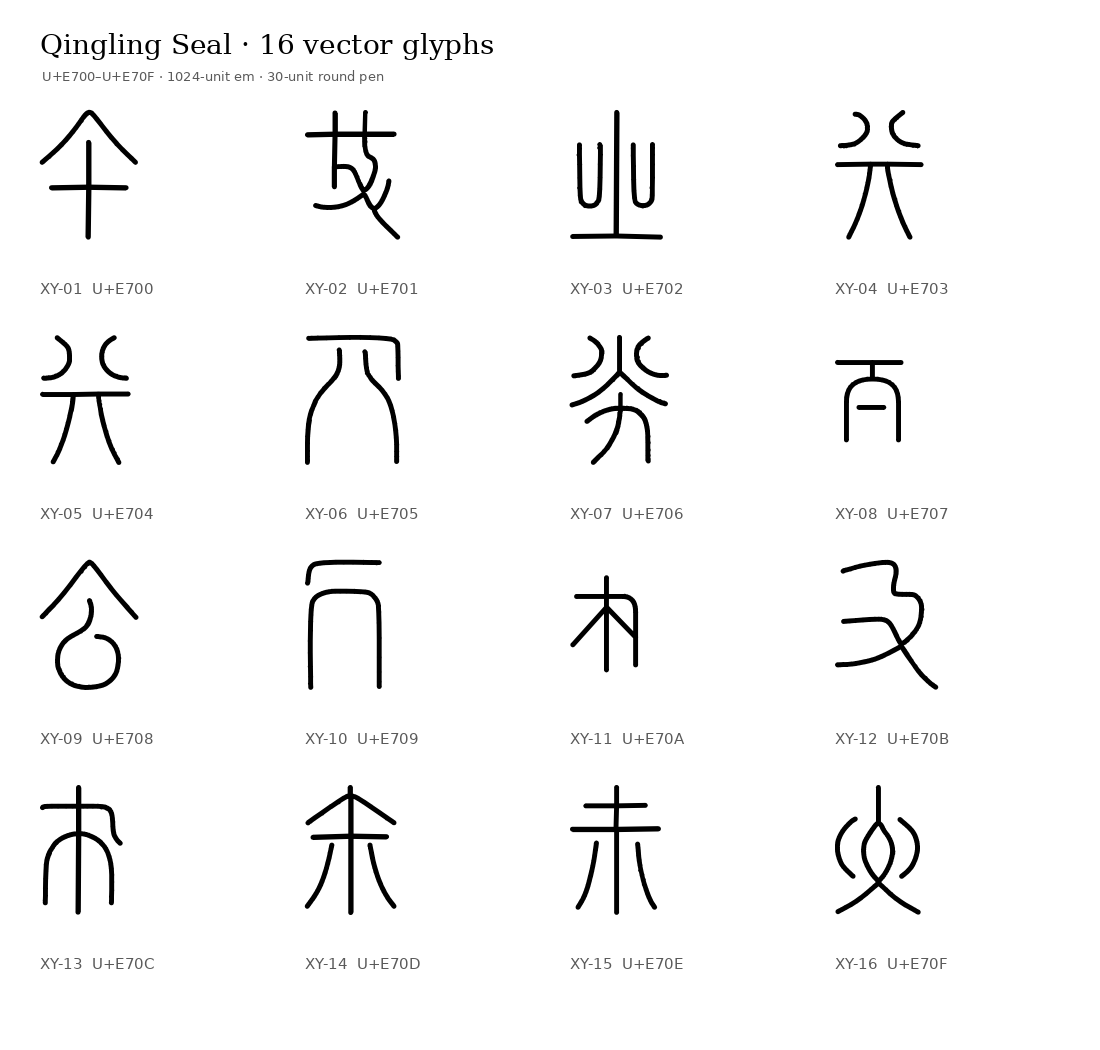 Qingling Seal · 16 vector glyphs
U+E700–U+E70F · 1024-unit em · 30-unit round pen
XY-01 U+E700 XY-02 U+E701 XY-03 U+E702 XY-04 U+E703
XY-05 U+E704 XY-06 U+E705 XY-07 U+E706 XY-08 U+E707
XY-09 U+E708 XY-10 U+E709 XY-11 U+E70A XY-12 U+E70B
XY-13 U+E70C XY-14 U+E70D XY-15 U+E70E XY-16 U+E70F